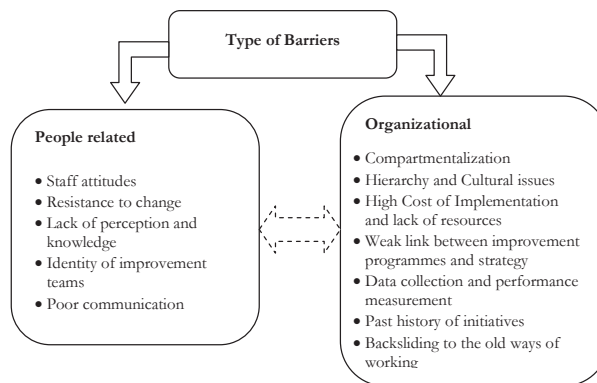 Type of Barriers
People related
• Staff attitudes
• Resistance to change
• Lack of perception and
knowledge
• Identity of improvement
teams
• Poor communication
Organizational
• Compartmentalization
• Hierarchy and Cultural issues
• High Cost of Implementation
and lack of resources
• Weak link between improvement
programmes and strategy
• Data collection and performance
measurement
• Past history of initiatives
• Backsliding to the old ways of
working